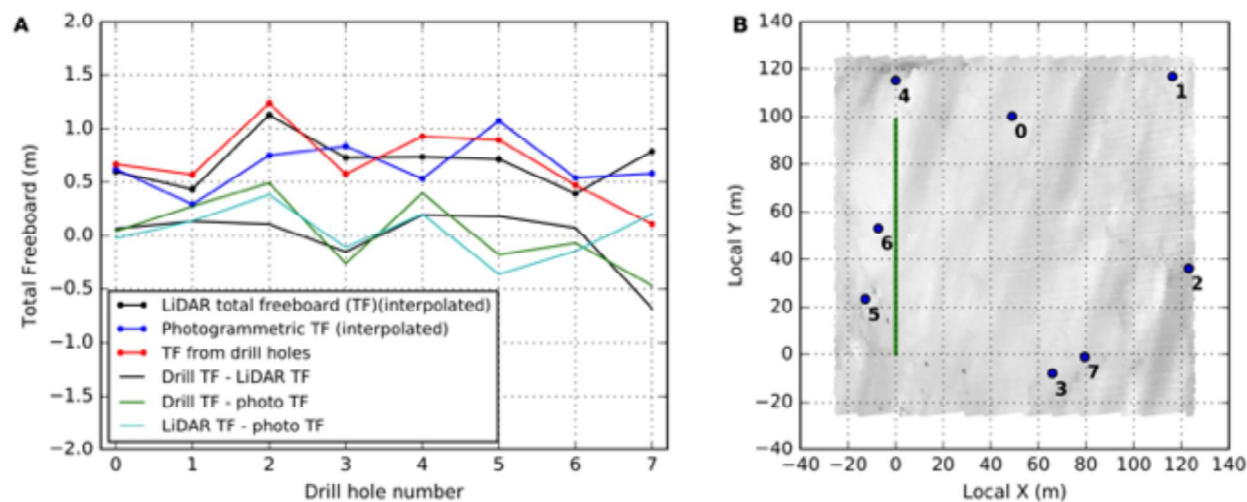 A
2.0
1.5
1.0
0.5
0.0
−0.5
−1.0
−1.5
−2.0
Total Freeboard (m)
LiDAR total freeboard (TF)(interpolated)
Photogrammetric TF (interpolated)
TF from drill holes
Drill TF - LiDAR TF
Drill TF - photo TF
LiDAR TF - photo TF
0 1 2 3 4 5 6 7
Drill hole number
B
140
120
100
80
60
40
20
0
−20
−40
Local Y (m)
4
1
0
6
2
5
7
3
−40 −20 0 20 40 60 80 100 120 140
Local X (m)